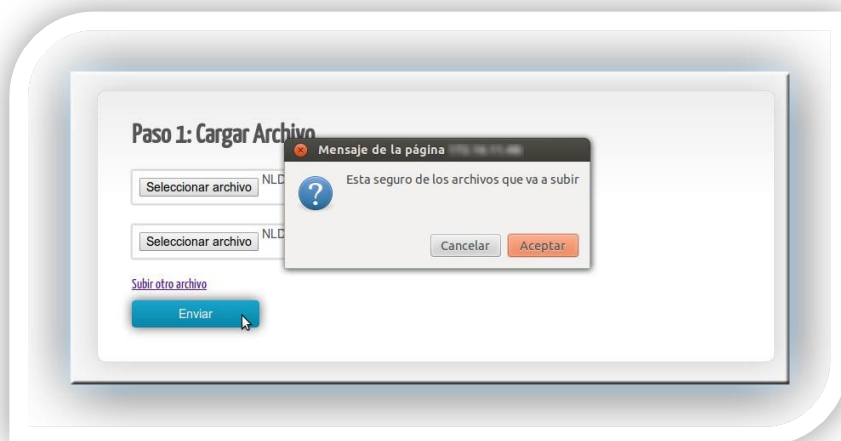 Paso 1: Cargar Archivo
Mensaje de la página
Esta seguro de los archivos que va a subir
Seleccionar archivo NLD
Seleccionar archivo NLD
Cancelar Aceptar
Subir otro archivo
Enviar